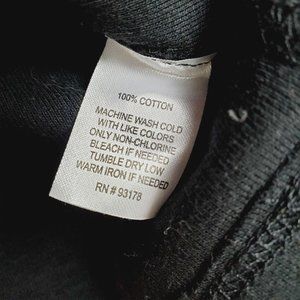 100% COTTON
MACHINE WASH COLD
WITH LIKE COLORS
ONLY NON-CHLORINE
BLEACH IF NEEDED
TUMBLE DRY LOW
WARM IRON IF NEEDED
RN # 93178